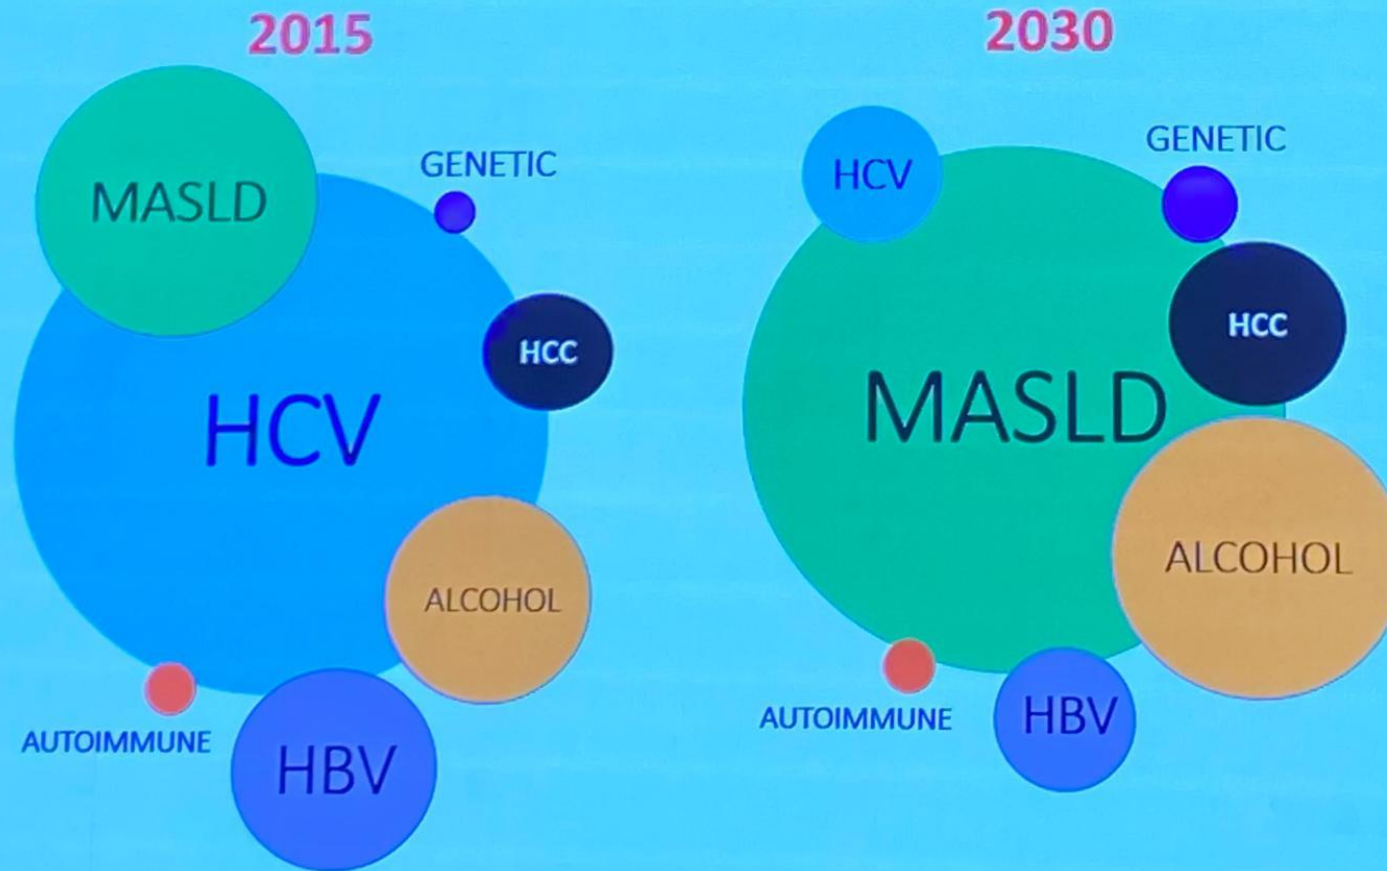 2015
MASLD
GENETIC
HCC
HCV
ALCOHOL
AUTOIMMUNE
HBV
2030
HCV
GENETIC
HCC
MASLD
ALCOHOL
AUTOIMMUNE
HBV